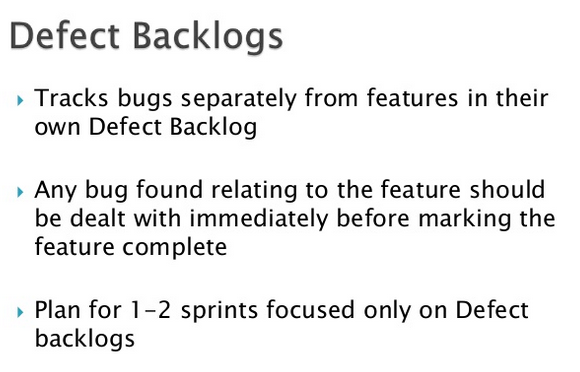 Defect Backlogs
Tracks bugs separately from features in their
own Defect Backlog
Any bug found relating to the feature should
be dealt with immediately before marking the
feature complete
Plan for 1-2 sprints focused only on Defect
backlogs